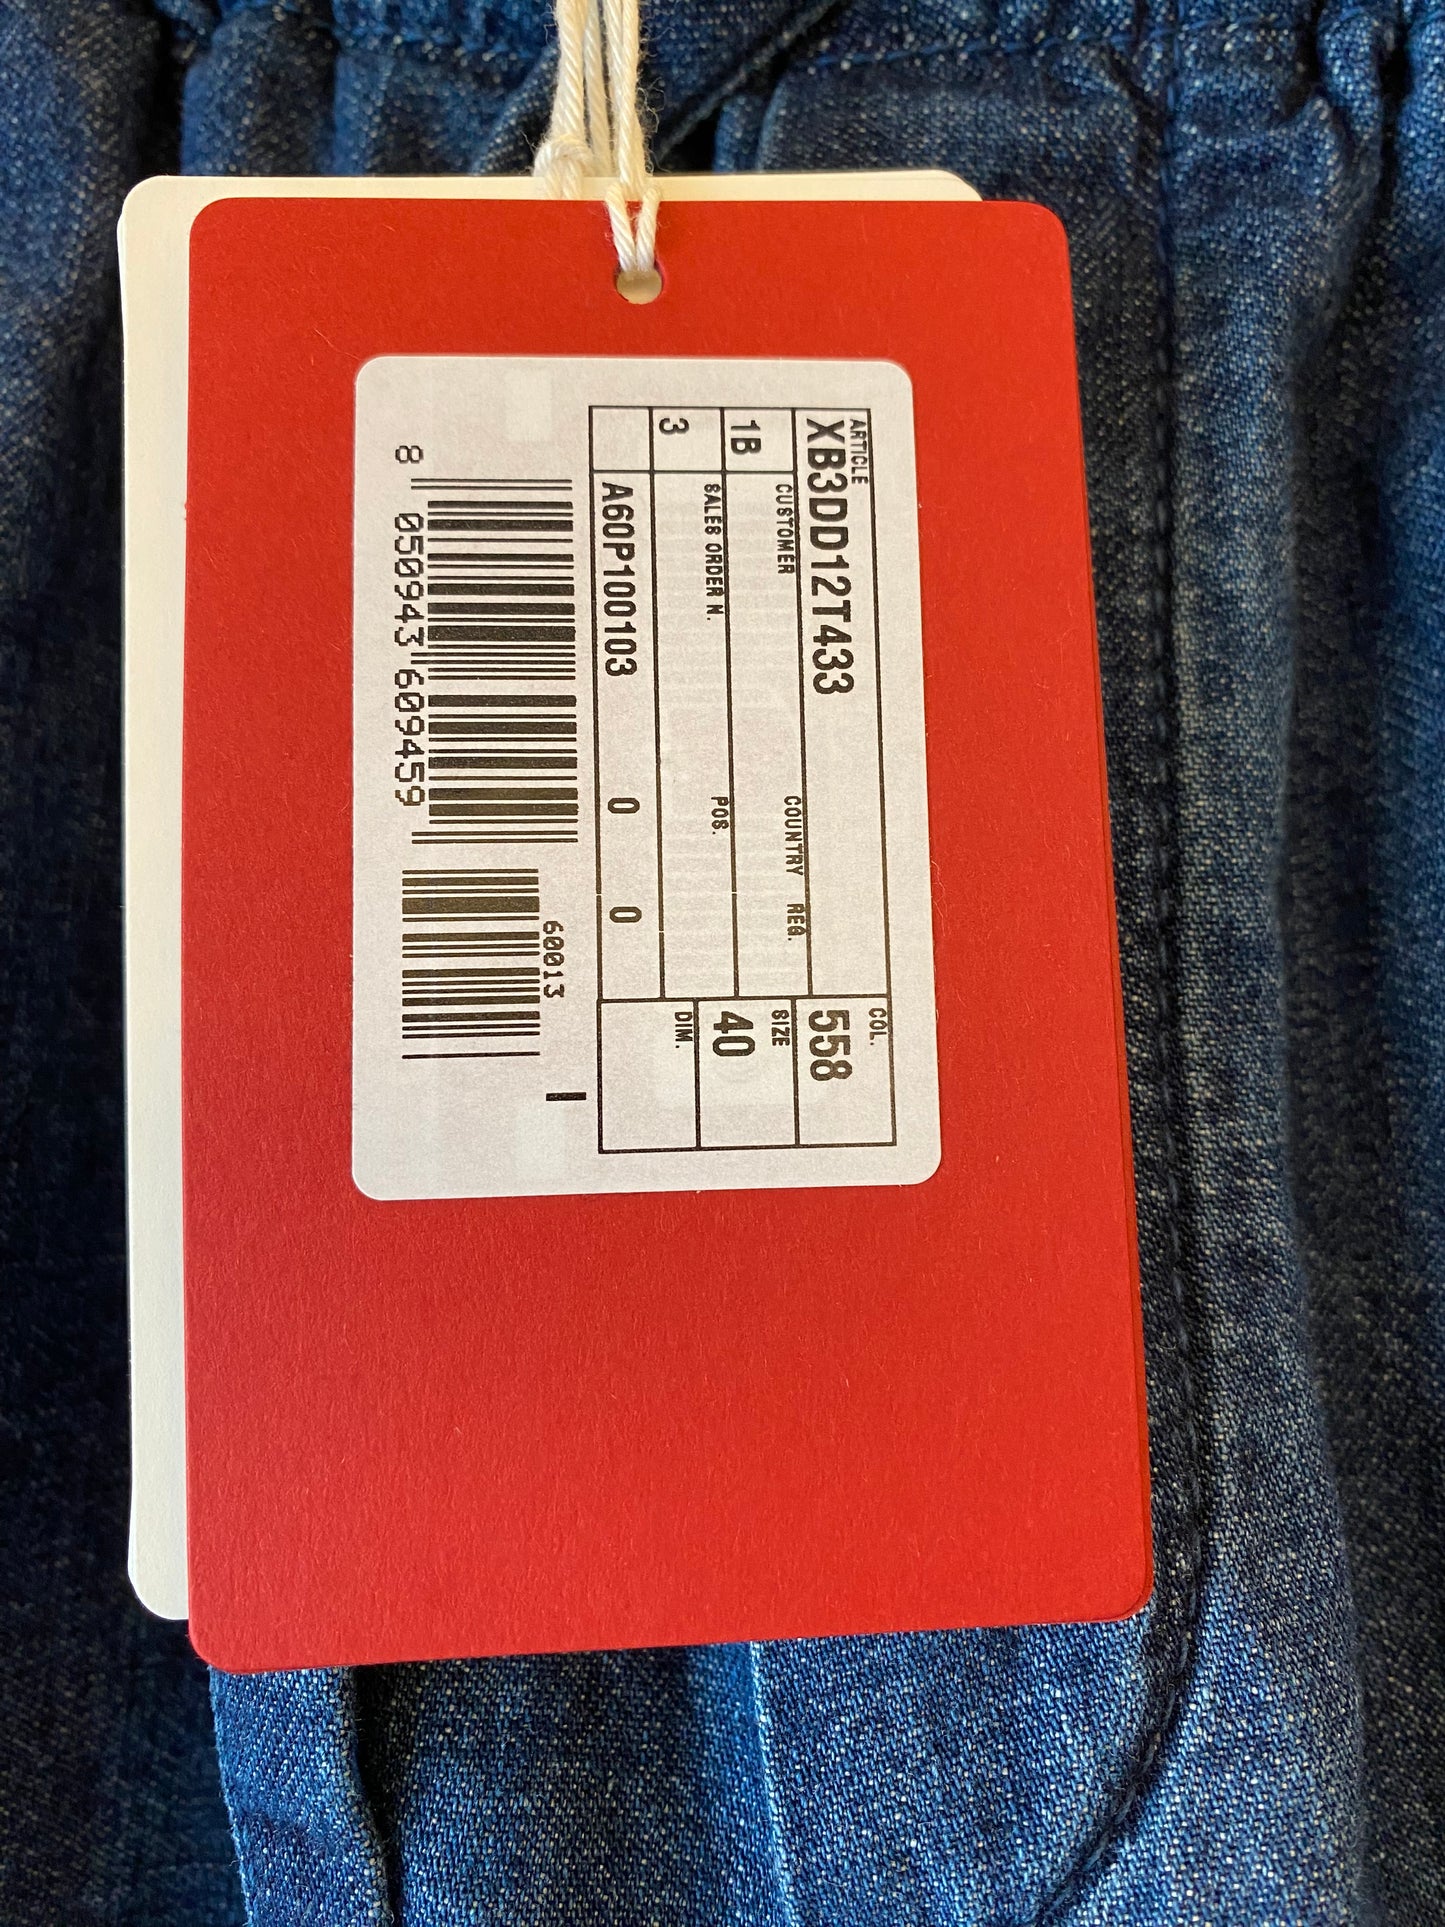 ARTICLE COL.
XB3DD12T433 558
CUSTOMER COUNTRY REG. SIZE
1B 40
SALES ORDER N. POS. DIM.
3
A60P100103 0 0
60013
8 050943 609459